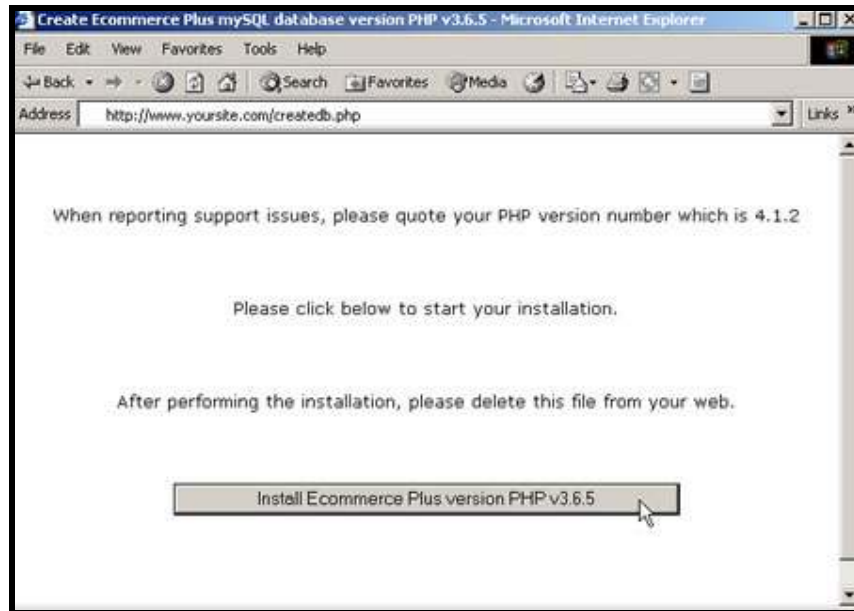 Create Ecommerce Plus mySQL database version PHP v3.6.5 - Microsoft Internet Explorer
File Edit View Favorites Tools Help
Back Search Favorites Media
Address http://www.yoursite.com/createdb.php Links »
When reporting support issues, please quote your PHP version number which is 4.1.2
Please click below to start your installation.
After performing the installation, please delete this file from your web.
Install Ecommerce Plus version PHP v3.6.5